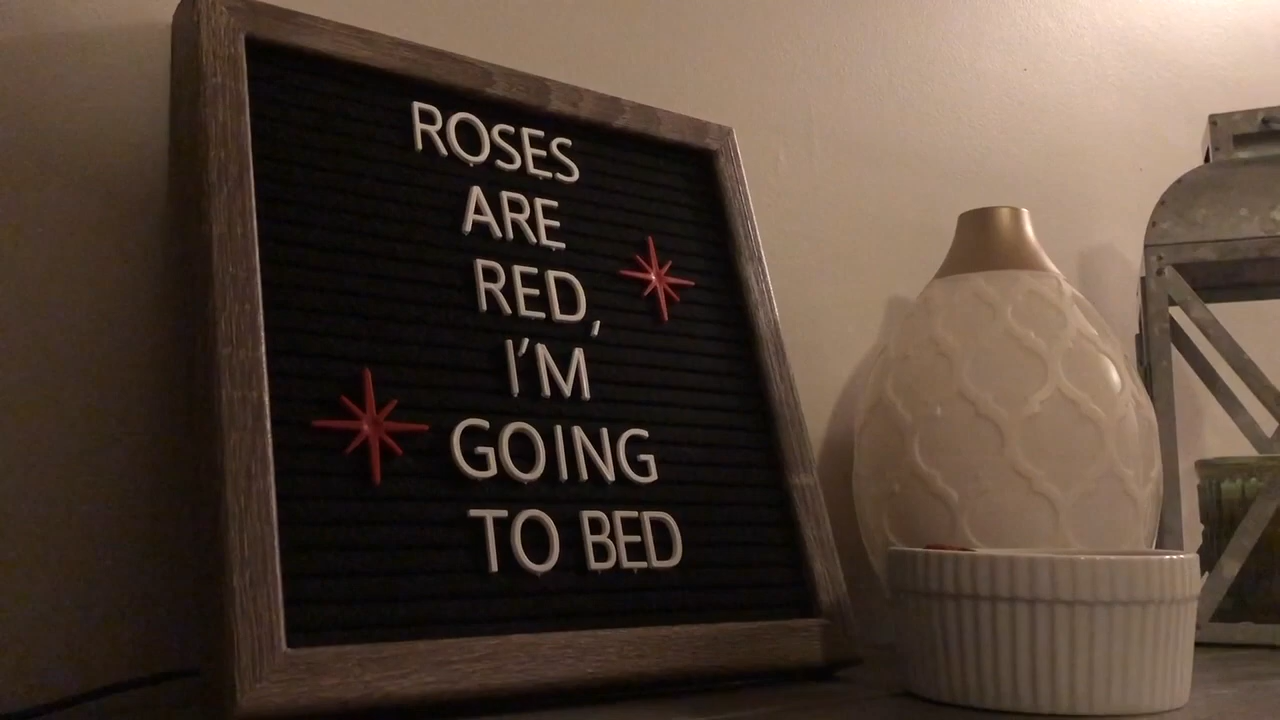 ROSES
ARE
RED,
I'M
GOING
TO BED